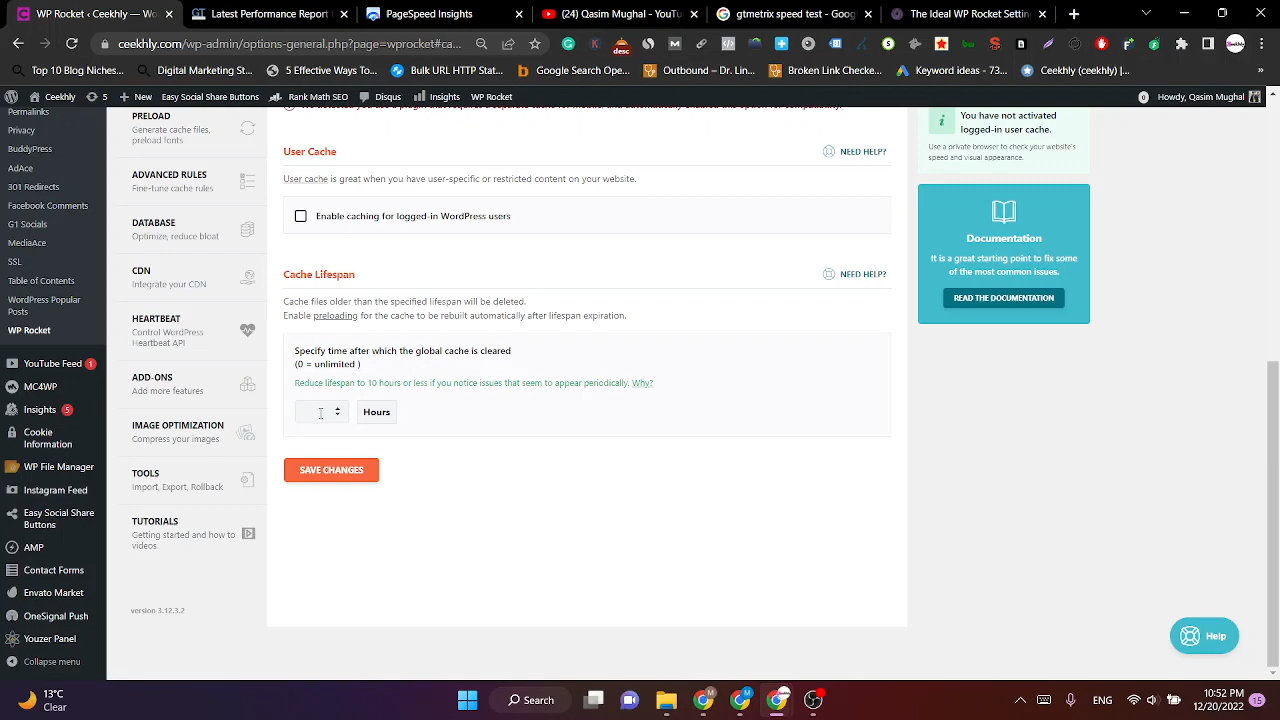 WP Rocket ‹ Ceekhly — Wo
Latest Performance Report f
PageSpeed Insights
(24) Qasim Mughal - YouTu
gtmetrix speed test - Goog
The Ideal WP Rocket Settin
ceekhly.com/wp-admin/options-general.php?page=wprocket#ca...
Top 10 Blog Niches...
Digital Marketing S...
5 Effective Ways To...
Bulk URL HTTP Stat...
Google Search Ope...
Outbound – Dr. Link...
Broken Link Checke...
Keyword ideas - 73...
Ceekhly (ceekhly) |...
»
Ceekhly
5
New
Easy Social Share Buttons
Rank Math SEO
Disqus
Insights
WP Rocket
0
Howdy, Qasim Mughal
Privacy
BuddyPress
AdAce
Facebook Comments
G1 Socials
MediaAce
SSL
Table of Contents
WordPress Popular
Posts
WP Rocket
YouTube Feed 1
MC4WP
Insights 5
Cookie
Information
WP File Manager
Instagram Feed
Easy Social Share
Buttons
AMP
Contact Forms
Envato Market
OneSignal Push
Youzer Panel
Collapse menu
PRELOAD
Generate cache files,
preload fonts
ADVANCED RULES
Fine-tune cache rules
DATABASE
Optimize, reduce bloat
CDN
Integrate your CDN
HEARTBEAT
Control WordPress
Heartbeat API
ADD-ONS
Add more features
IMAGE OPTIMIZATION
Compress your images
TOOLS
Import, Export, Rollback
TUTORIALS
Getting started and how to
videos
version 3.12.3.2
User Cache
NEED HELP?
User cache is great when you have user-specific or restricted content on your website.
Enable caching for logged-in WordPress users
Cache Lifespan
NEED HELP?
Cache files older than the specified lifespan will be deleted.
Enable preloading for the cache to be rebuilt automatically after lifespan expiration.
Specify time after which the global cache is cleared
(0 = unlimited )
Reduce lifespan to 10 hours or less if you notice issues that seem to appear periodically. Why?
Hours
SAVE CHANGES
You have not activated
logged-in user cache.
Use a private browser to check your website's
speed and visual appearance.
Documentation
It is a great starting point to fix some
of the most common issues.
READ THE DOCUMENTATION
Help
13°C
Clear
Search
ENG
10:52 PM
12/20/2022
15